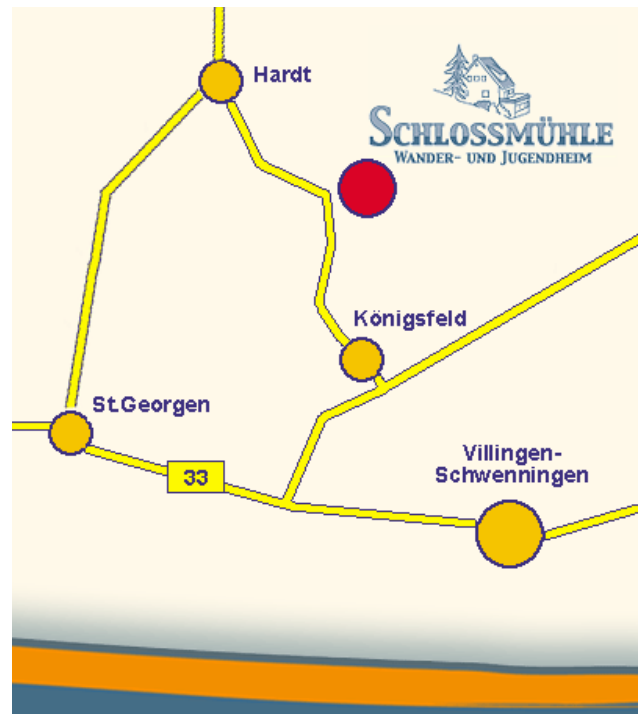 Hardt
SCHLOSSMÜHLE
WANDER- UND JUGENDHEIM
Königsfeld
St.Georgen
Villingen-
Schwenningen
33